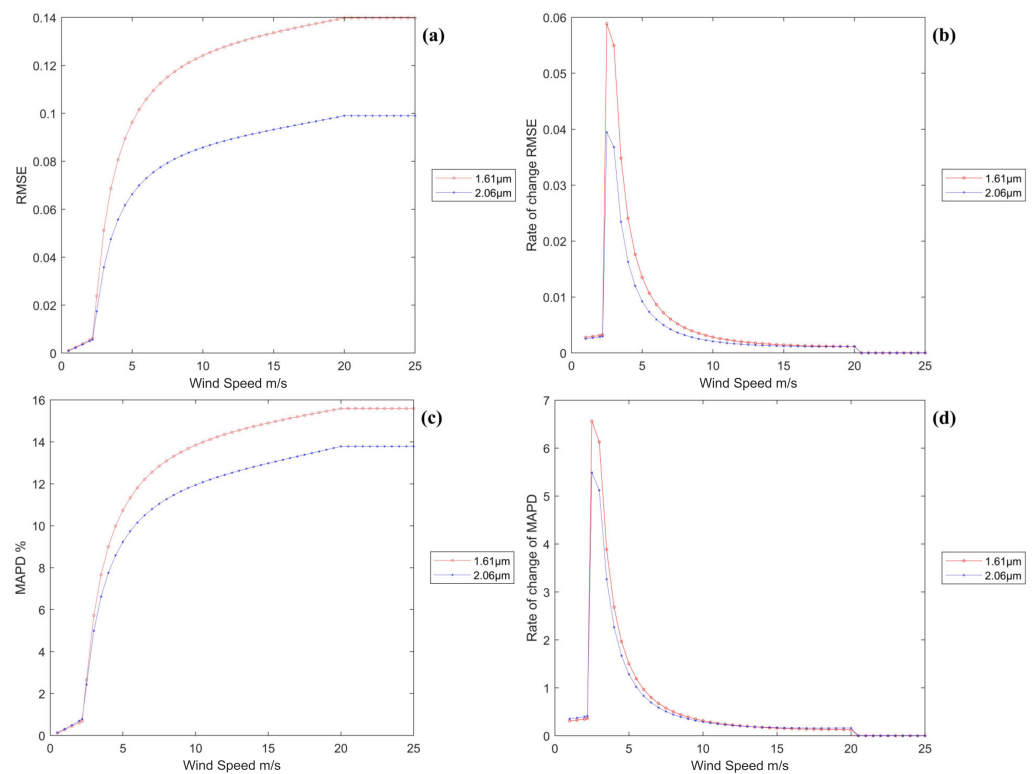 (a)
RMSE
0.14
0.12
0.1
0.08
0.06
0.04
0.02
0
0 5 10 15 20 25
Wind Speed m/s
1.61µm
2.06µm
(b)
Rate of change RMSE
0.06
0.05
0.04
0.03
0.02
0.01
0
0 5 10 15 20 25
Wind Speed m/s
1.61µm
2.06µm
(c)
MAPD %
16
14
12
10
8
6
4
2
0
0 5 10 15 20 25
Wind Speed m/s
1.61µm
2.06µm
(d)
Rate of change of MAPD
7
6
5
4
3
2
1
0
0 5 10 15 20 25
Wind Speed m/s
1.61µm
2.06µm